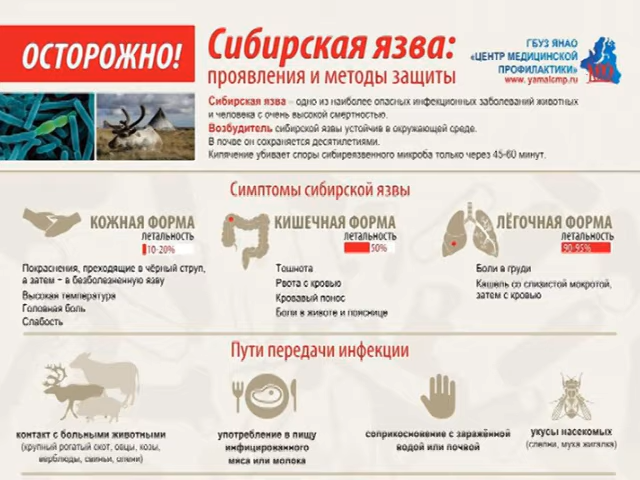 ОСТОРОЖНО!
Сибирская язва:
проявления и методы защиты
ГБУЗ ЯНАО
«ЦЕНТР МЕДИЦИНСКОЙ
ПРОФИЛАКТИКИ»
www.yamalcmp.ru
Сибирская язва – одно из наиболее опасных инфекционных заболеваний животных
и человека с очень высокой смертностью.
Возбудитель сибирской язвы устойчив в окружающей среде.
В почве он сохраняется десятилетиями.
Кипячение убивает споры сибиреязвенного микроба только через 45-60 минут.
Симптомы сибирской язвы
КОЖНАЯ ФОРМА
летальность
10-20%
Покраснения, преходящие в чёрный струп,
а затем – в безболезненную язву
Высокая температура
Головная боль
Слабость
КИШЕЧНАЯ ФОРМА
летальность
50%
Тошнота
Рвота с кровью
Кровавый понос
Боли в животе и пояснице
ЛЁГОЧНАЯ ФОРМА
летальность
90-95%
Боли в груди
Кашель со слизистой мокротой,
затем с кровью
Пути передачи инфекции
контакт с больными животными
(крупный рогатый скот, овцы, козы,
верблюды, свиньи, олени)
употребление в пищу
инфицированного
мяса или молока
соприкосновение с заражённой
водой или почвой
укусы насекомых
(слепни, муха жигалка)